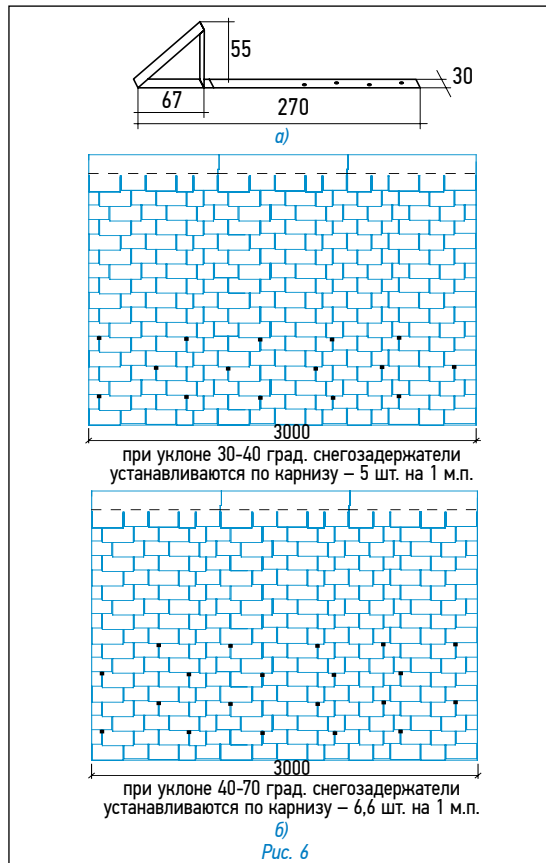 55
30
67
270
а)
3000
при уклоне 30-40 град. снегозадержатели
устанавливаются по карнизу – 5 шт. на 1 м.п.
3000
при уклоне 40-70 град. снегозадержатели
устанавливаются по карнизу – 6,6 шт. на 1 м.п.
б)
Рис. 6